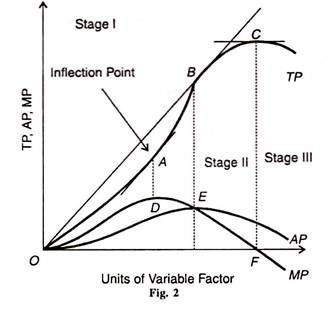 Stage I
C
TP
B
Inflection Point
TP, AP, MP
A
Stage II
Stage III
D
E
AP
O
F
MP
Units of Variable Factor
Fig. 2